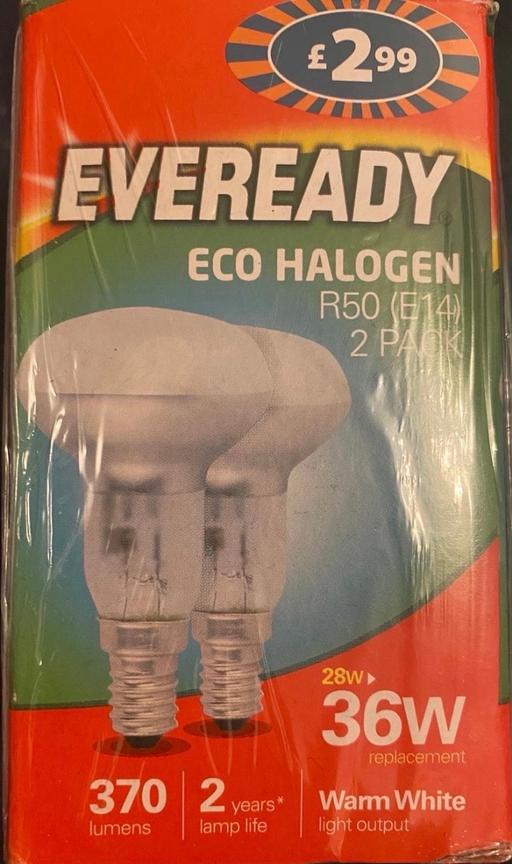 £2.99
EVEREADY
ECO HALOGEN
R50 (E14)
2 PACK
28w
36W
replacement
370
lumens
2 years*
lamp life
Warm White
light output